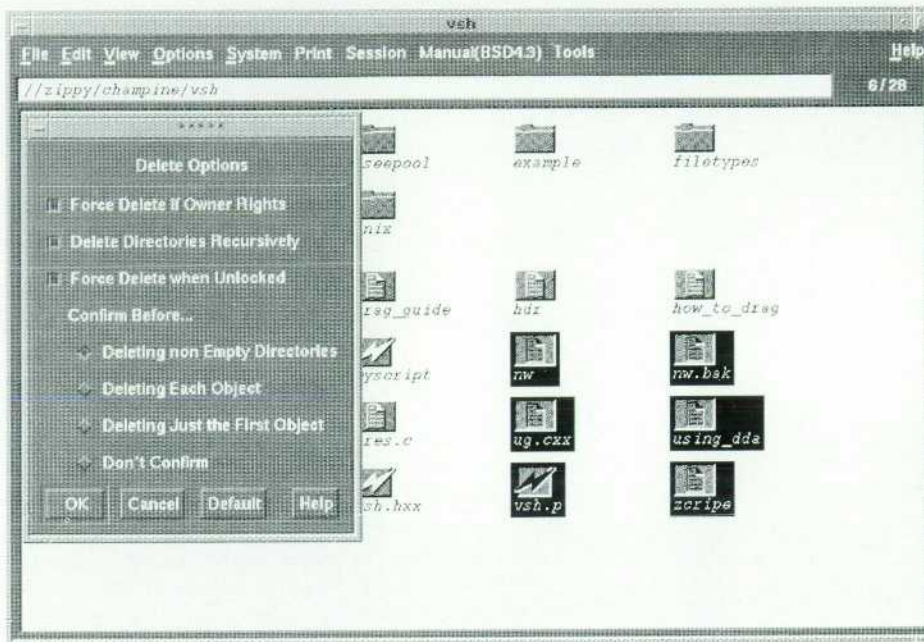 vsh
File Edit View Options System Print Session Manual(BSD4.3) Tools Help
//zippy/champine/vsh 6/28
*****
Delete Options
Force Delete if Owner Rights
Delete Directories Recursively
Force Delete when Unlocked
Confirm Before...
Deleting non Empty Directories
Deleting Each Object
Deleting Just the First Object
Don't Confirm
OK Cancel Default Help
seepool example filetypes
nix
rag_guide hdr how_to_drag
yscript nw nw.bak
res.c ug.cxx using_dda
sh.hxx vsh.p zcripe